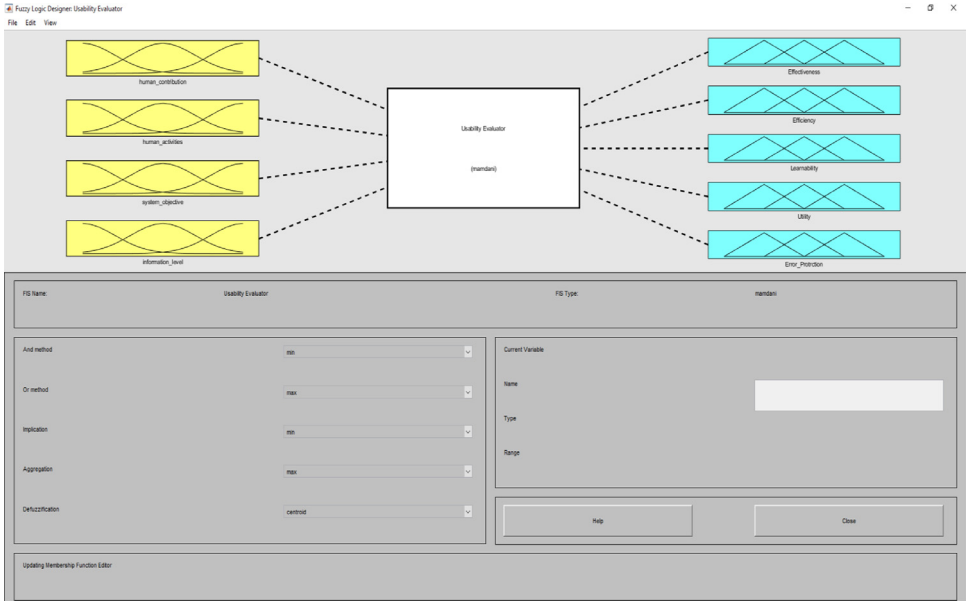 Fuzzy Logic Designer: Usability Evaluator
File Edit View
human_contribution
human_activities
system_objective
information_level
Usability Evaluator
(mamdani)
Effectiveness
Efficiency
Learnability
Utility
Error_Protrction
FIS Name: Usability Evaluator FIS Type: mamdani
And method min
Or method max
Implication min
Aggregation max
Defuzzification centroid
Current Variable
Name
Type
Range
Help Close
Updating Membership Function Editor